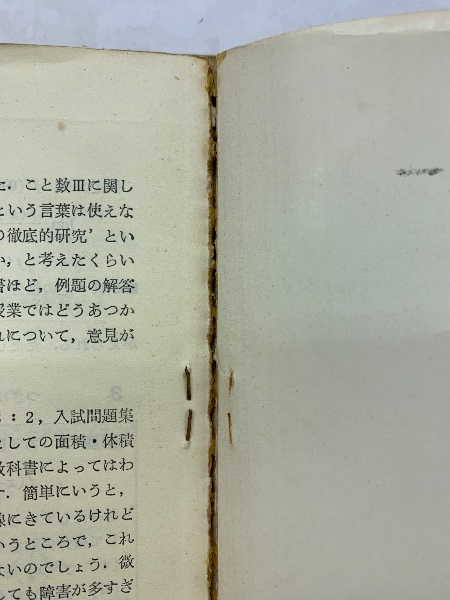 こと数Ⅲに関し
という言葉は使えな
の徹底的研究’とい
い，と考えたくらい
書ほど，例題の解答
授業ではどうあつか
れについて，意見が
：2，入試問題集
としての面積・体積
教科書によってはわ
．簡単にいうと，
線にきているけれど
いうところで，これ
ないのでしょう．微
しても障害が多すぎ